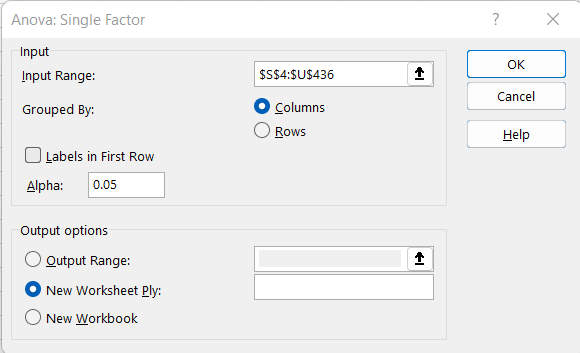 Anova: Single Factor ? ×
Input
Input Range: $S$4:$U$436
OK
Grouped By: Columns
Cancel
Rows
Help
Labels in First Row
Alpha: 0.05
Output options
Output Range:
New Worksheet Ply:
New Workbook